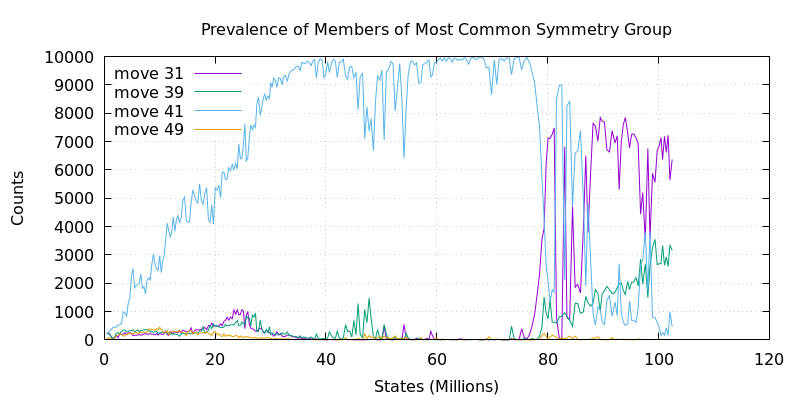 Prevalence of Members of Most Common Symmetry Group
10000
9000
8000
7000
6000
5000
4000
3000
2000
1000
0
Counts
move 31
move 39
move 41
move 49
0 20 40 60 80 100 120
States (Millions)